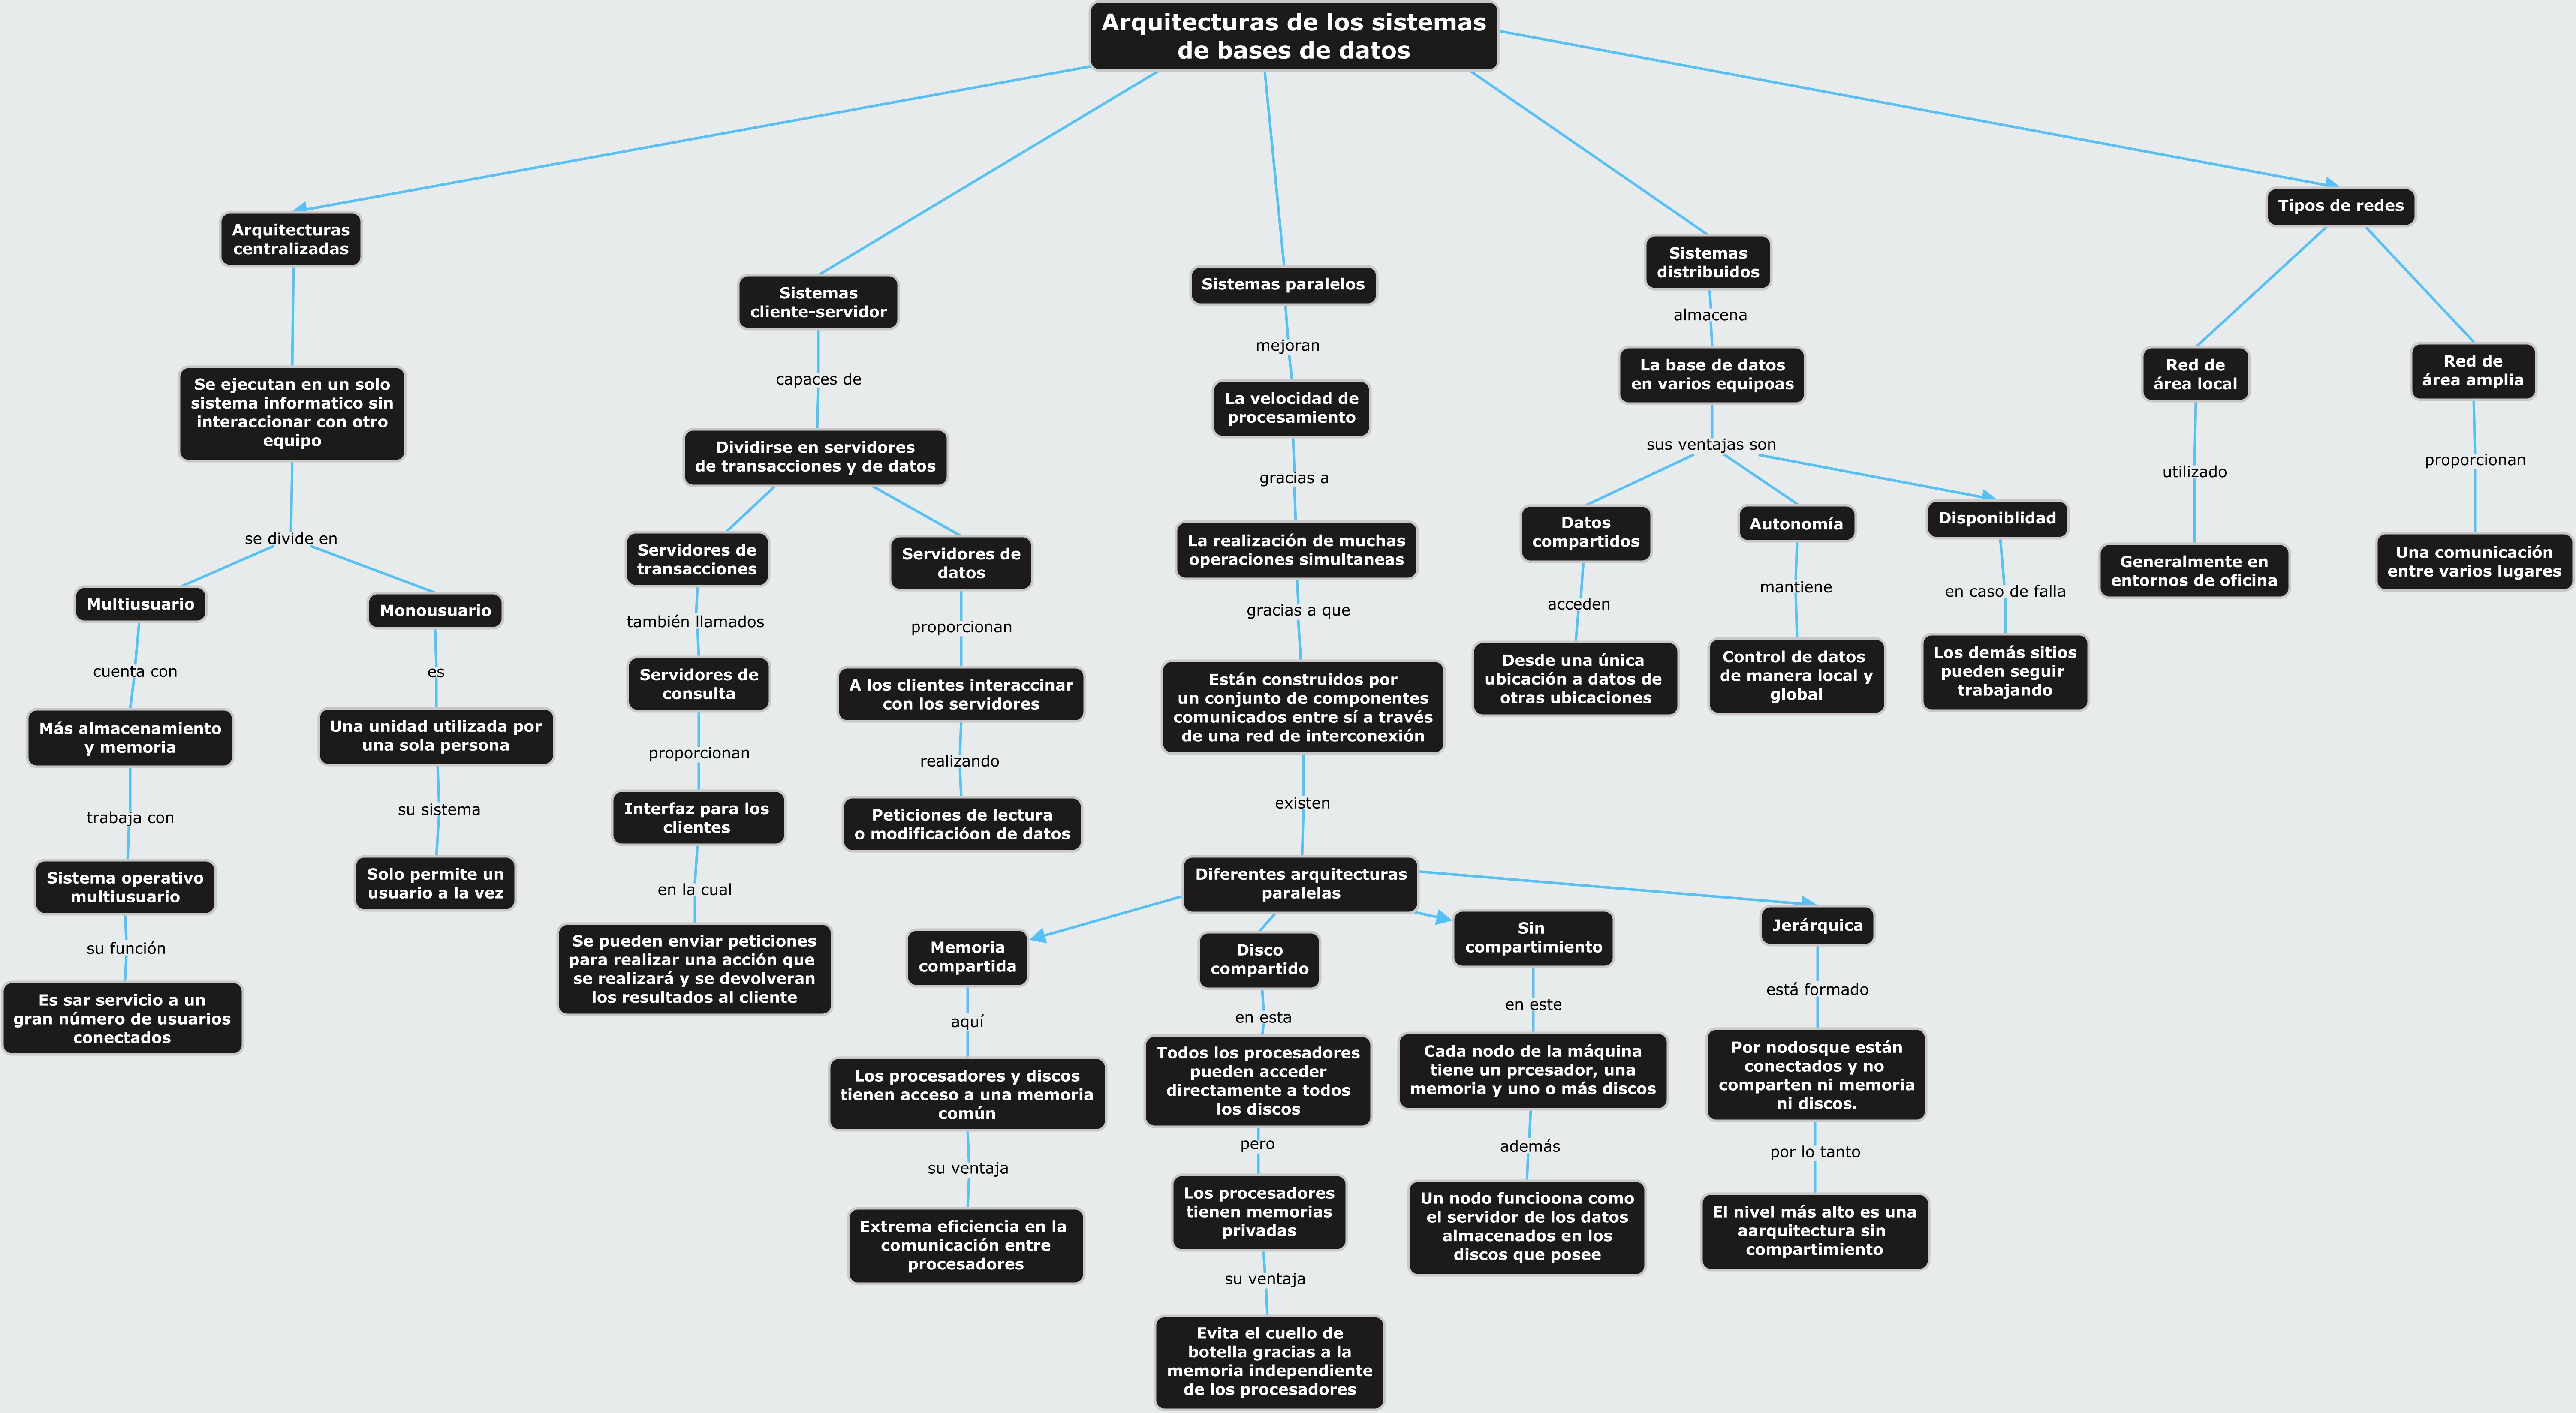 Arquitecturas de los sistemas
de bases de datos
Arquitecturas
centralizadas
Se ejecutan en un solo
sistema informatico sin
interaccionar con otro
equipo
se divide en
Multiusuario
cuenta con
Más almacenamiento
y memoria
trabaja con
Sistema operativo
multiusuario
su función
Es sar servicio a un
gran número de usuarios
conectados
Monousuario
es
Una unidad utilizada por
una sola persona
su sistema
Solo permite un
usuario a la vez
Sistemas
cliente-servidor
capaces de
Dividirse en servidores
de transacciones y de datos
Servidores de
transacciones
también llamados
Servidores de
consulta
proporcionan
Interfaz para los
clientes
en la cual
Se pueden enviar peticiones
para realizar una acción que
se realizará y se devolveran
los resultados al cliente
Servidores de
datos
proporcionan
A los clientes interaccinar
con los servidores
realizando
Peticiones de lectura
o modificacióon de datos
Sistemas paralelos
mejoran
La velocidad de
procesamiento
gracias a
La realización de muchas
operaciones simultaneas
gracias a que
Están construidos por
un conjunto de componentes
comunicados entre sí a través
de una red de interconexión
existen
Diferentes arquitecturas
paralelas
Memoria
compartida
aquí
Los procesadores y discos
tienen acceso a una memoria
común
su ventaja
Extrema eficiencia en la
comunicación entre
procesadores
Disco
compartido
en esta
Todos los procesadores
pueden acceder
directamente a todos
los discos
pero
Los procesadores
tienen memorias
privadas
su ventaja
Evita el cuello de
botella gracias a la
memoria independiente
de los procesadores
Sin
compartimiento
en este
Cada nodo de la máquina
tiene un prcesador, una
memoria y uno o más discos
además
Un nodo funcioona como
el servidor de los datos
almacenados en los
discos que posee
Jerárquica
está formado
Por nodosque están
conectados y no
comparten ni memoria
ni discos.
por lo tanto
El nivel más alto es una
aarquitectura sin
compartimiento
Sistemas
distribuidos
almacena
La base de datos
en varios equipoas
sus ventajas son
Datos
compartidos
acceden
Desde una única
ubicación a datos de
otras ubicaciones
Autonomía
mantiene
Control de datos
de manera local y
global
Disponiblidad
en caso de falla
Los demás sitios
pueden seguir
trabajando
Tipos de redes
Red de
área local
utilizado
Generalmente en
entornos de oficina
Red de
área amplia
proporcionan
Una comunicación
entre varios lugares